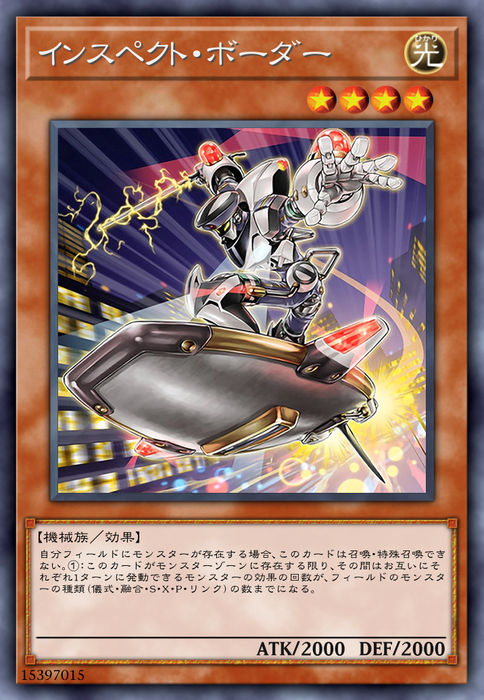 インスペクト・ボーダー
ひかり
光
【機械族／効果】
自分フィールドにモンスターが存在する場合、このカードは召喚・特殊召喚でき
ない。①：このカードがモンスターゾーンに存在する限り、その間はお互いにそ
れぞれ1ターンに発動できるモンスターの効果の回数が、フィールドのモンスタ
ーの種類(儀式・融合・S・X・P・リンク)の数までになる。
ATK/2000 DEF/2000
15397015